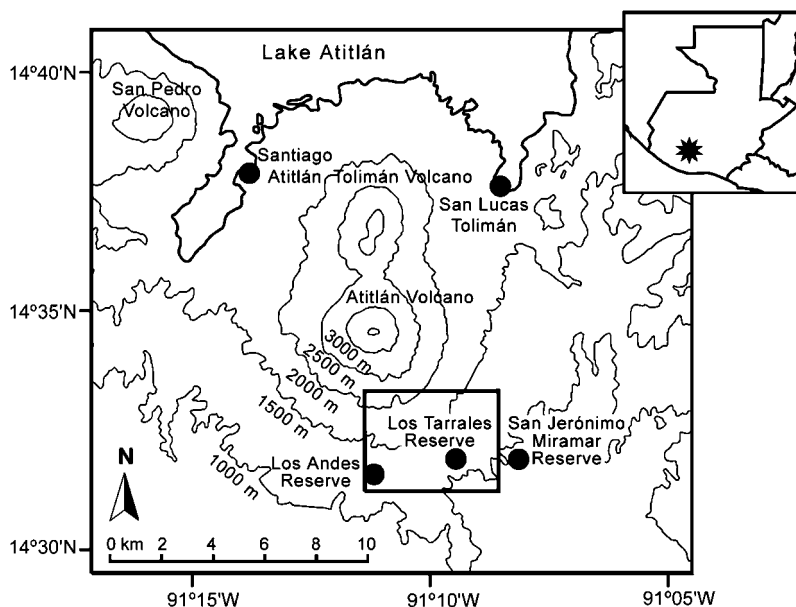 Lake Atitlán
14°40'N
San Pedro
Volcano
Santiago
Atitlán
Tolimán Volcano
San Lucas
Tolimán
14°35'N
Atitlán Volcano
3000 m
2500 m
2000 m
1500 m
1000 m
Los Tarrales
Reserve
San Jerónimo
Miramar
Reserve
Los Andes
Reserve
N
0 km 2 4 6 8 10
14°30'N
91°15'W 91°10'W 91°05'W